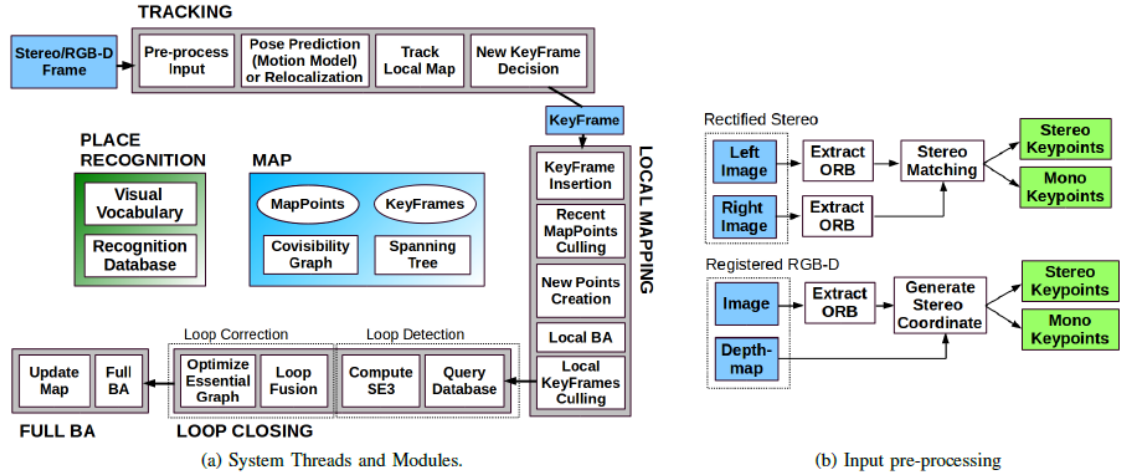 TRACKING
Stereo/RGB-D
Frame
Pre-process
Input
Pose Prediction
(Motion Model)
or Relocalization
Track
Local Map
New KeyFrame
Decision
KeyFrame
PLACE
RECOGNITION
Visual
Vocabulary
Recognition
Database
MAP
MapPoints
KeyFrames
Covisibility
Graph
Spanning
Tree
LOCAL MAPPING
KeyFrame
Insertion
Recent
MapPoints
Culling
New Points
Creation
Local BA
Local
KeyFrames
Culling
Loop Correction
Loop Detection
Update
Map
Full
BA
Optimize
Essential
Graph
Loop
Fusion
Compute
SE3
Query
Database
FULL BA
LOOP CLOSING
(a) System Threads and Modules.
Rectified Stereo
Left
Image
Extract
ORB
Stereo
Matching
Stereo
Keypoints
Mono
Keypoints
Right
Image
Extract
ORB
Registered RGB-D
Image
Extract
ORB
Generate
Stereo
Coordinate
Stereo
Keypoints
Mono
Keypoints
Depth-
map
(b) Input pre-processing